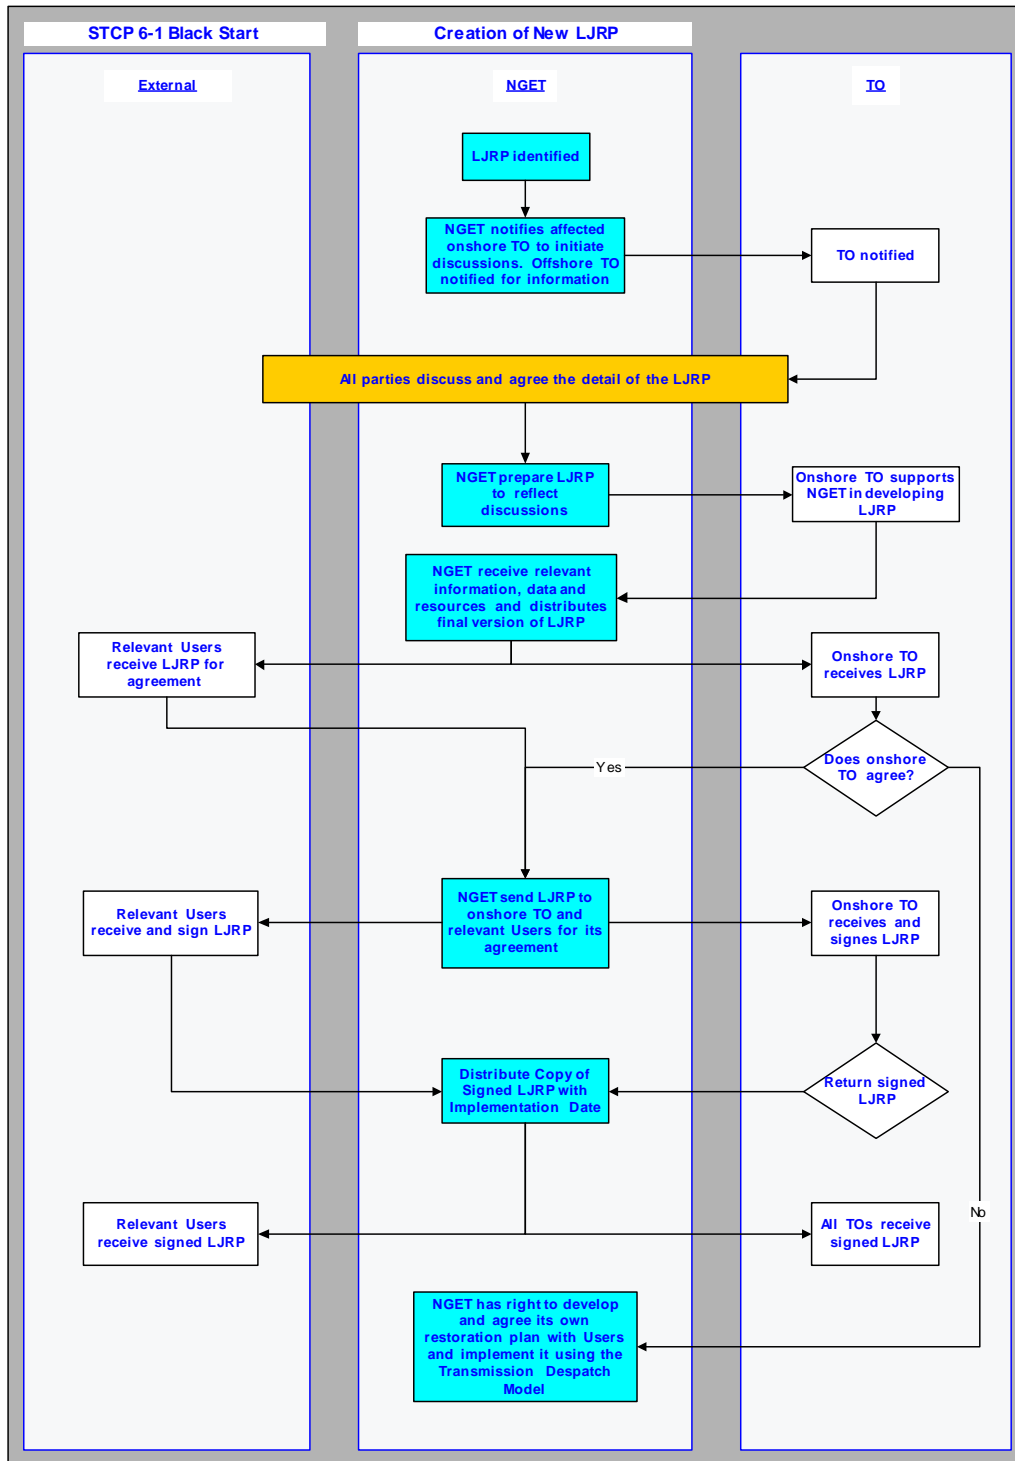 STCP 6-1 Black Start
Creation of New LJRP
External
NGET
TO
LJRP identified
NGET notifies affected
onshore TO to initiate
discussions. Offshore TO
notified for information
TO notified
All parties discuss and agree the detail of the LJRP
NGET prepare LJRP
to reflect
discussions
Onshore TO supports
NGET in developing
LJRP
NGET receive relevant
information, data and
resources and distributes
final version of LJRP
Relevant Users
receive LJRP for
agreement
Onshore TO
receives LJRP
Does onshore
TO agree?
Yes
NGET send LJRP to
onshore TO and
relevant Users for its
agreement
Relevant Users
receive and sign LJRP
Onshore TO
receives and
signes LJRP
Distribute Copy of
Signed LJRP with
Implementation Date
Return signed
LJRP
No
Relevant Users
receive signed LJRP
All TOs receive
signed LJRP
NGET has right to develop
and agree its own
restoration plan with Users
and implement it using the
Transmission Despatch
Model